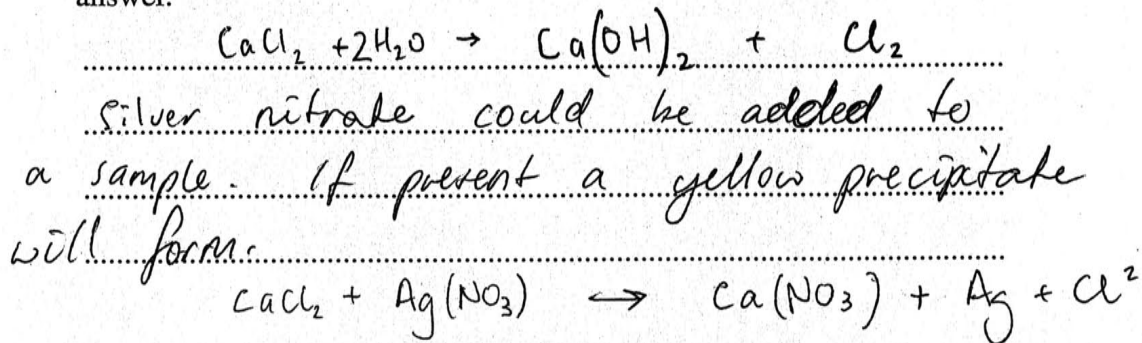 answer.
CaCl₂ + 2H₂O → Ca(OH)₂ + Cl₂
silver nitrate could be added to
a sample. If present a yellow precipitate
will form.
CaCl₂ + Ag(NO₃) ↔ Ca(NO₃) + Ag + Cl²